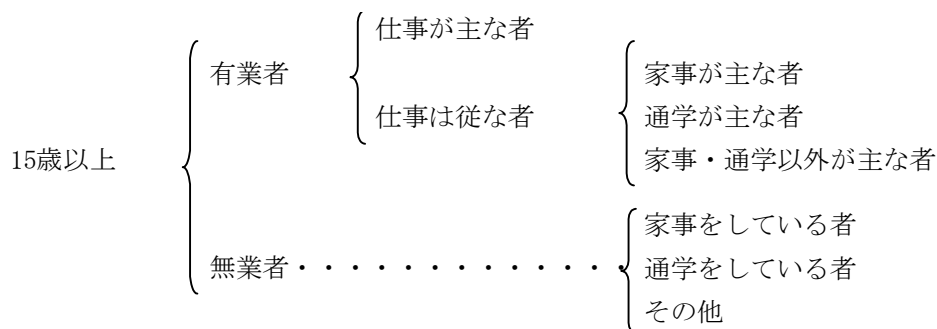 仕事が主な者
有業者
家事が主な者
仕事は従な者
通学が主な者
15歳以上
家事・通学以外が主な者
家事をしている者
無業者・・・・・・・・・・・・・
通学をしている者
その他